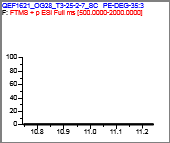 QEF1621_OG28_T3-25-2-7_SC PE-DEG-35:3
F: FTMS + p ESI Full ms [500.0000-2000.0000]
100
80
60
40
20
0
10.8 10.9 11.0 11.1 11.2